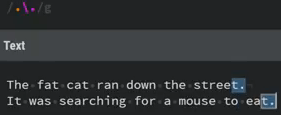 /.\./g
Text
The fat cat ran down the street.
It was searching for a mouse to eat.